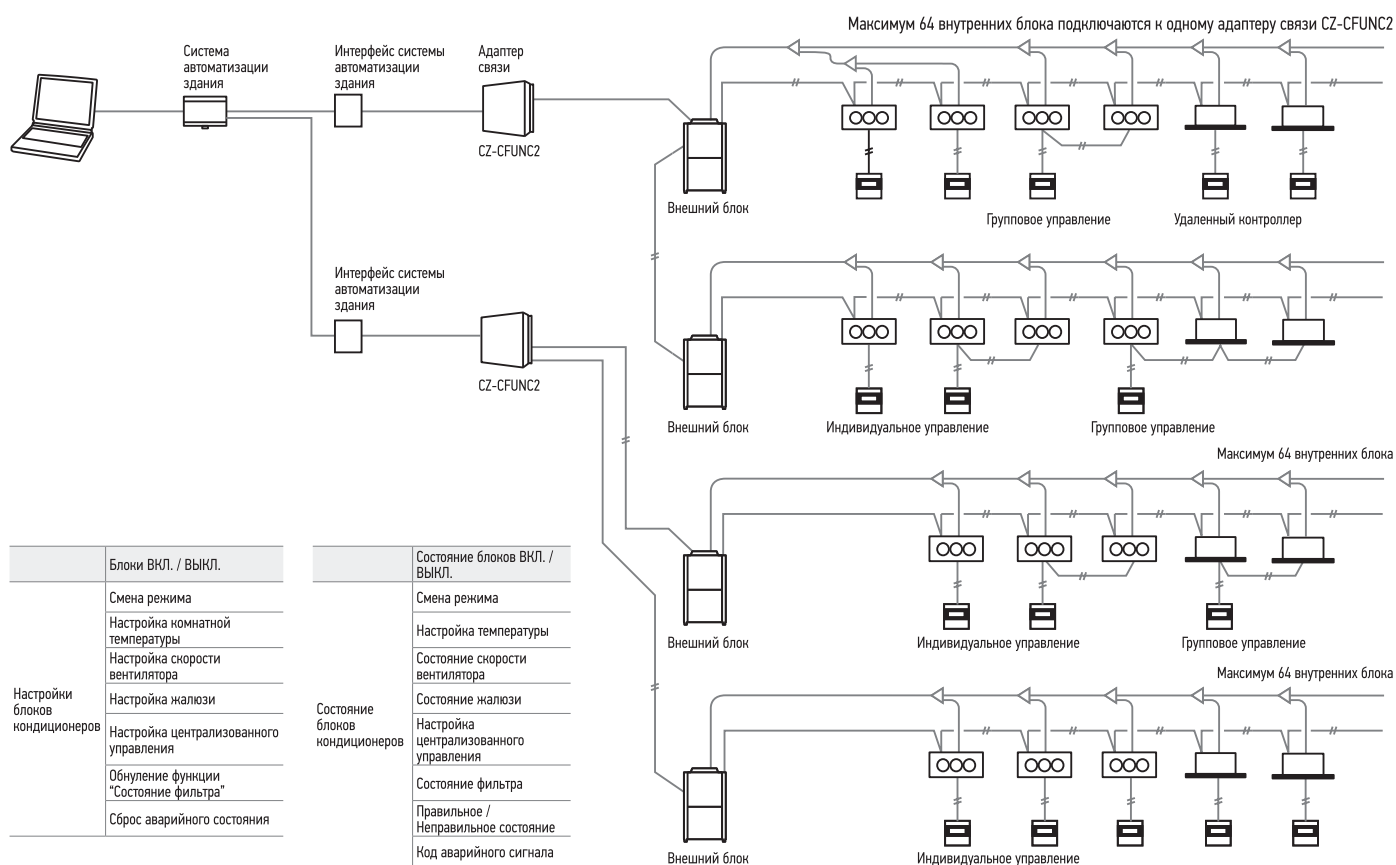 Максимум 64 внутренних блока подключаются к одному адаптеру связи CZ-CFUNC2
Система
автоматизации
здания
Интерфейс системы
автоматизации
здания
Адаптер
связи
CZ-CFUNC2
Внешний блок
Групповое управление
Удаленный контроллер
Интерфейс системы
автоматизации
здания
CZ-CFUNC2
Внешний блок
Индивидуальное управление
Групповое управление
Максимум 64 внутренних блока
Внешний блок
Индивидуальное управление
Групповое управление
Максимум 64 внутренних блока
Внешний блок
Индивидуальное управление
Настройки
блоков
кондиционеров
Блоки ВКЛ. / ВЫКЛ.
Смена режима
Настройка комнатной
температуры
Настройка скорости
вентилятора
Настройка жалюзи
Настройка централизованного
управления
Обнуление функции
“Состояние фильтра”
Сброс аварийного состояния
Состояние
блоков
кондиционеров
Состояние блоков ВКЛ. /
ВЫКЛ.
Смена режима
Настройка температуры
Состояние скорости
вентилятора
Состояние жалюзи
Настройка
централизованного
управления
Состояние фильтра
Правильное /
Неправильное состояние
Код аварийного сигнала